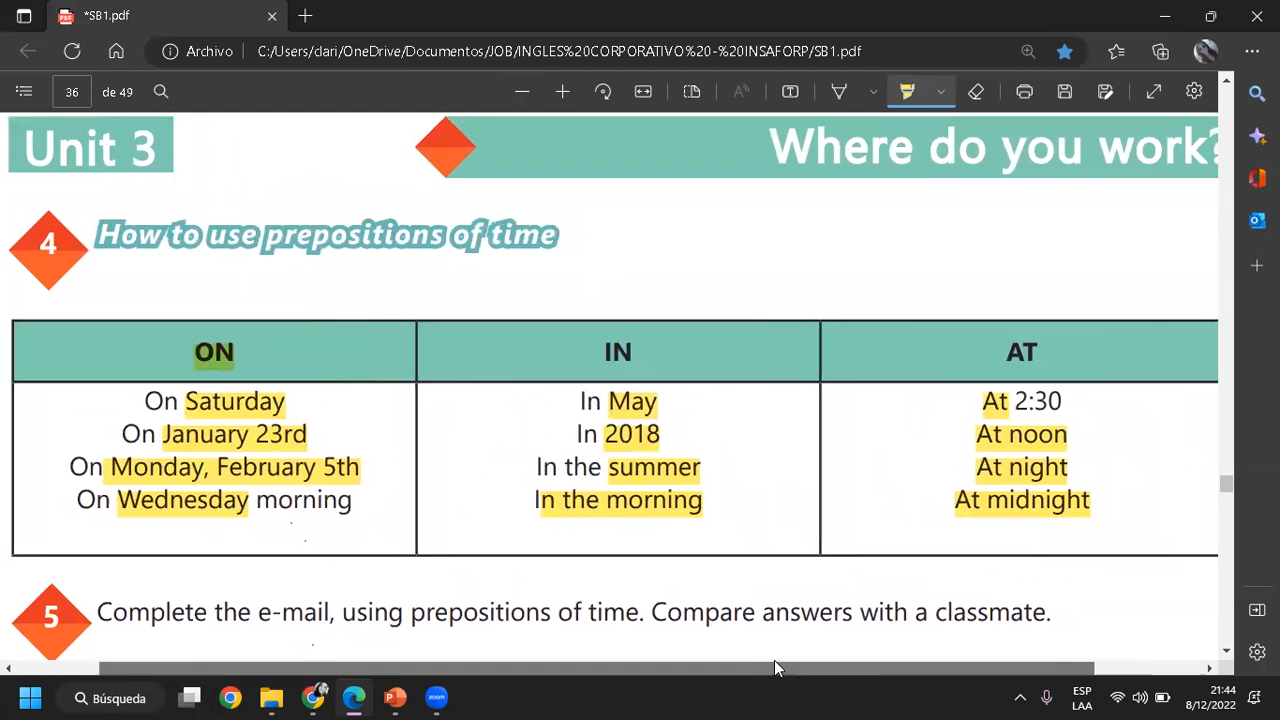 *SB1.pdf
Archivo
C:/Users/clari/OneDrive/Documentos/JOB/INGLES%20CORPORATIVO%20-%20INSAFORP/SB1.pdf
36
de 49
Unit 3
Where do you work?
4
How to use prepositions of time
ON
IN
AT
On Saturday
In May
At 2:30
On January 23rd
In 2018
At noon
On Monday, February 5th
In the summer
At night
On Wednesday morning
In the morning
At midnight
5
Complete the e-mail, using prepositions of time. Compare answers with a classmate.
Búsqueda
zoom
ESP
LAA
21:44
8/12/2022